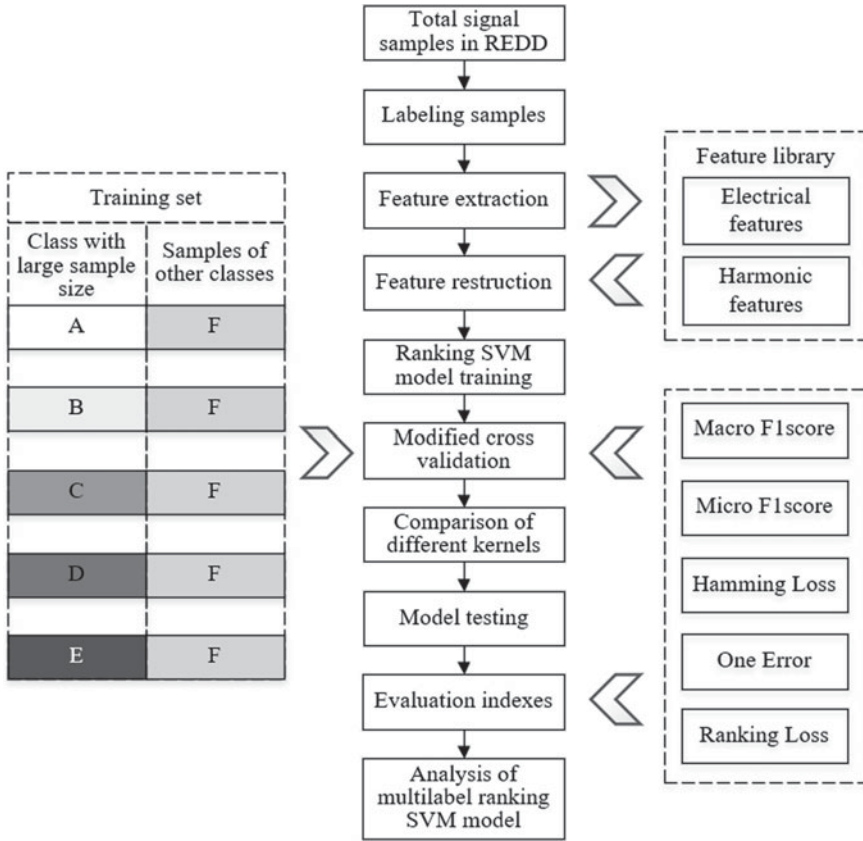 Total signal
samples in REDD
Labeling samples
Feature extraction
Feature restruction
Ranking SVM
model training
Modified cross
validation
Comparison of
different kernels
Model testing
Evaluation indexes
Analysis of
multilabel ranking
SVM model
Training set
Class with
large sample
size
Samples of
other classes
A
F
B
F
C
F
D
F
E
F
Feature library
Electrical
features
Harmonic
features
Macro F1score
Micro F1score
Hamming Loss
One Error
Ranking Loss